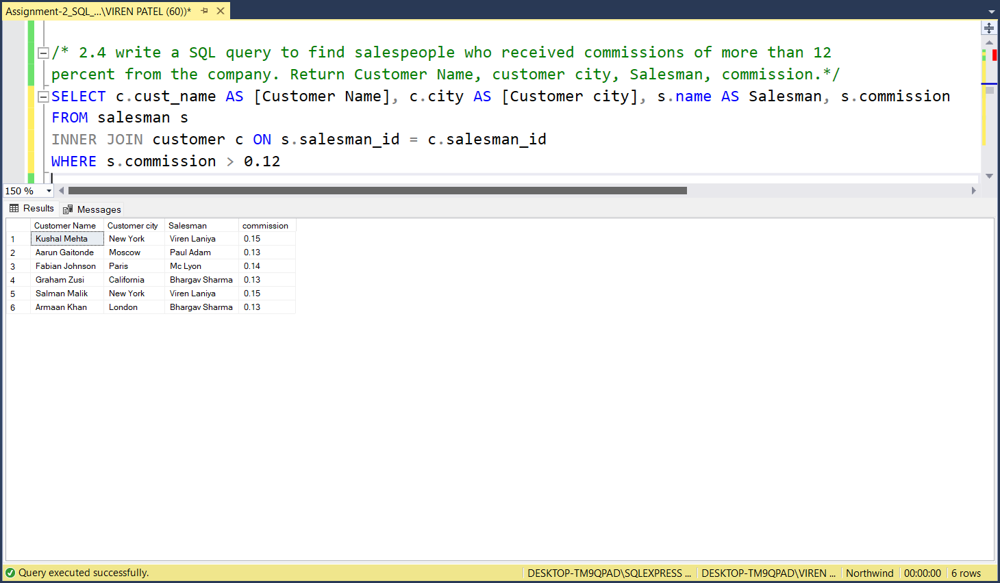 Assignment-2_SQL_...\VIREN PATEL (60))*
/* 2.4 write a SQL query to find salespeople who received commissions of more than 12
percent from the company. Return Customer Name, customer city, Salesman, commission.*/
SELECT c.cust_name AS [Customer Name], c.city AS [Customer city], s.name AS Salesman, s.commission
FROM salesman s
INNER JOIN customer c ON s.salesman_id = c.salesman_id
WHERE s.commission > 0.12
150 %
Results Messages
Customer Name Customer city Salesman commission
1 Kushal Mehta New York Viren Laniya 0.15
2 Aarun Gaitonde Moscow Paul Adam 0.13
3 Fabian Johnson Paris Mc Lyon 0.14
4 Graham Zusi California Bhargav Sharma 0.13
5 Salman Malik New York Viren Laniya 0.15
6 Armaan Khan London Bhargav Sharma 0.13
Query executed successfully. DESKTOP-TM9QPAD\SQLEXPRESS ... DESKTOP-TM9QPAD\VIREN ... Northwind 00:00:00 6 rows